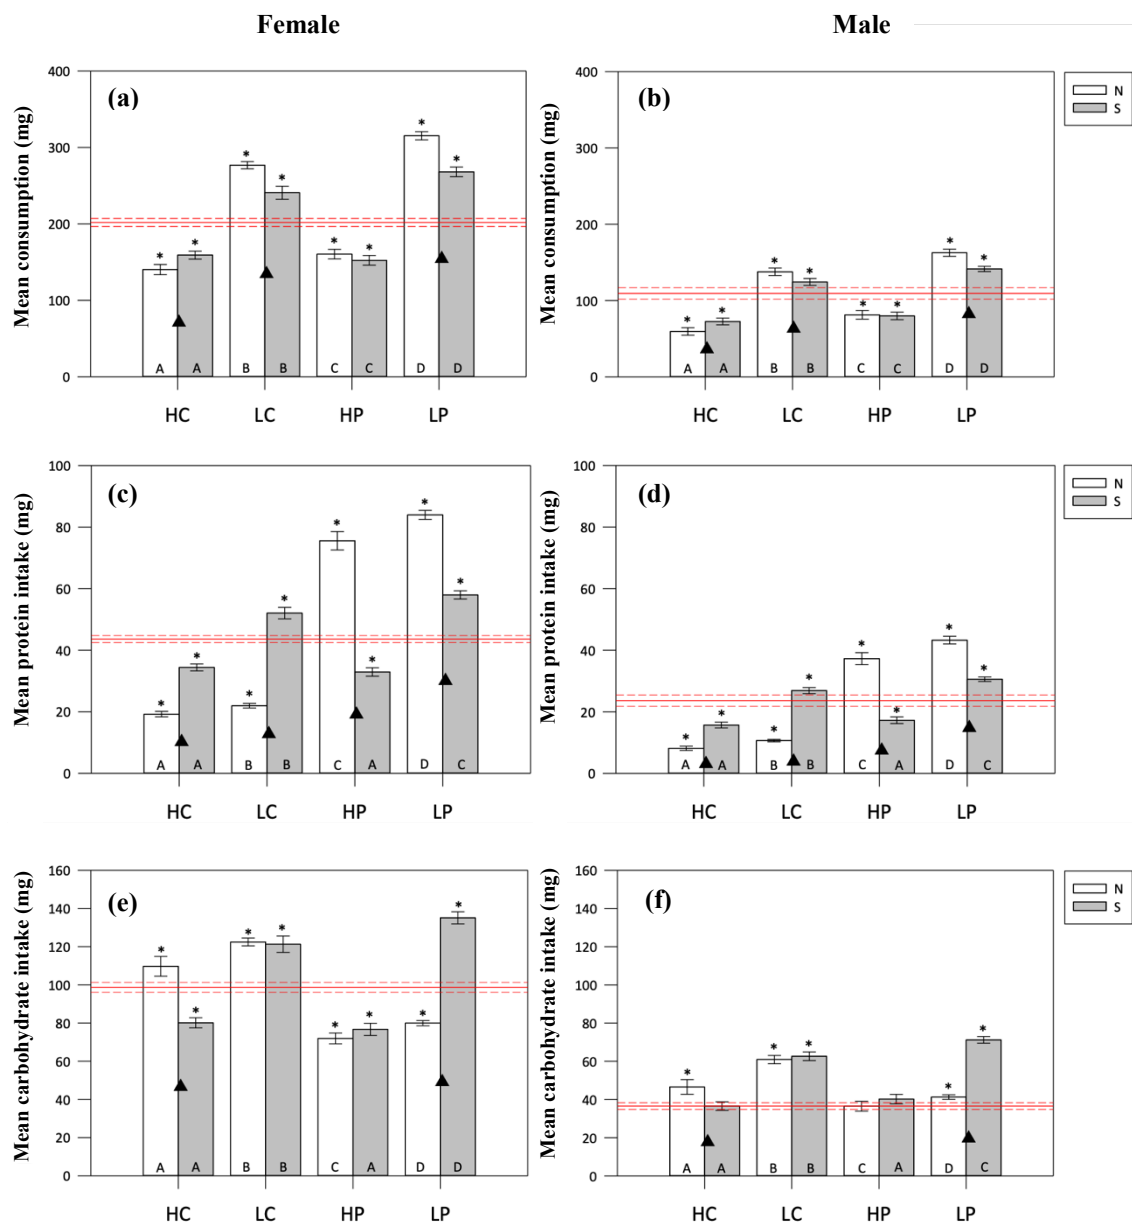 Female
Male
Mean consumption (mg)
400
300
200
100
0
(a)
* * * * * * * *
A A B B C C D D
HC LC HP LP
Mean consumption (mg)
400
300
200
100
0
(b)
* * * * * * * *
A A B B C C D D
HC LC HP LP
N
S
Mean protein intake (mg)
100
80
60
40
20
0
(c)
* * * * * * * *
A A B B C A D C
HC LC HP LP
Mean protein intake (mg)
100
80
60
40
20
0
(d)
* * * * * * * *
A A B B C A D C
HC LC HP LP
N
S
Mean carbohydrate intake (mg)
160
140
120
100
80
60
40
20
0
(e)
* * * * * * * *
A A B B C A D D
HC LC HP LP
Mean carbohydrate intake (mg)
160
140
120
100
80
60
40
20
0
(f)
* * * * *
A A B B C A D C
HC LC HP LP
N
S